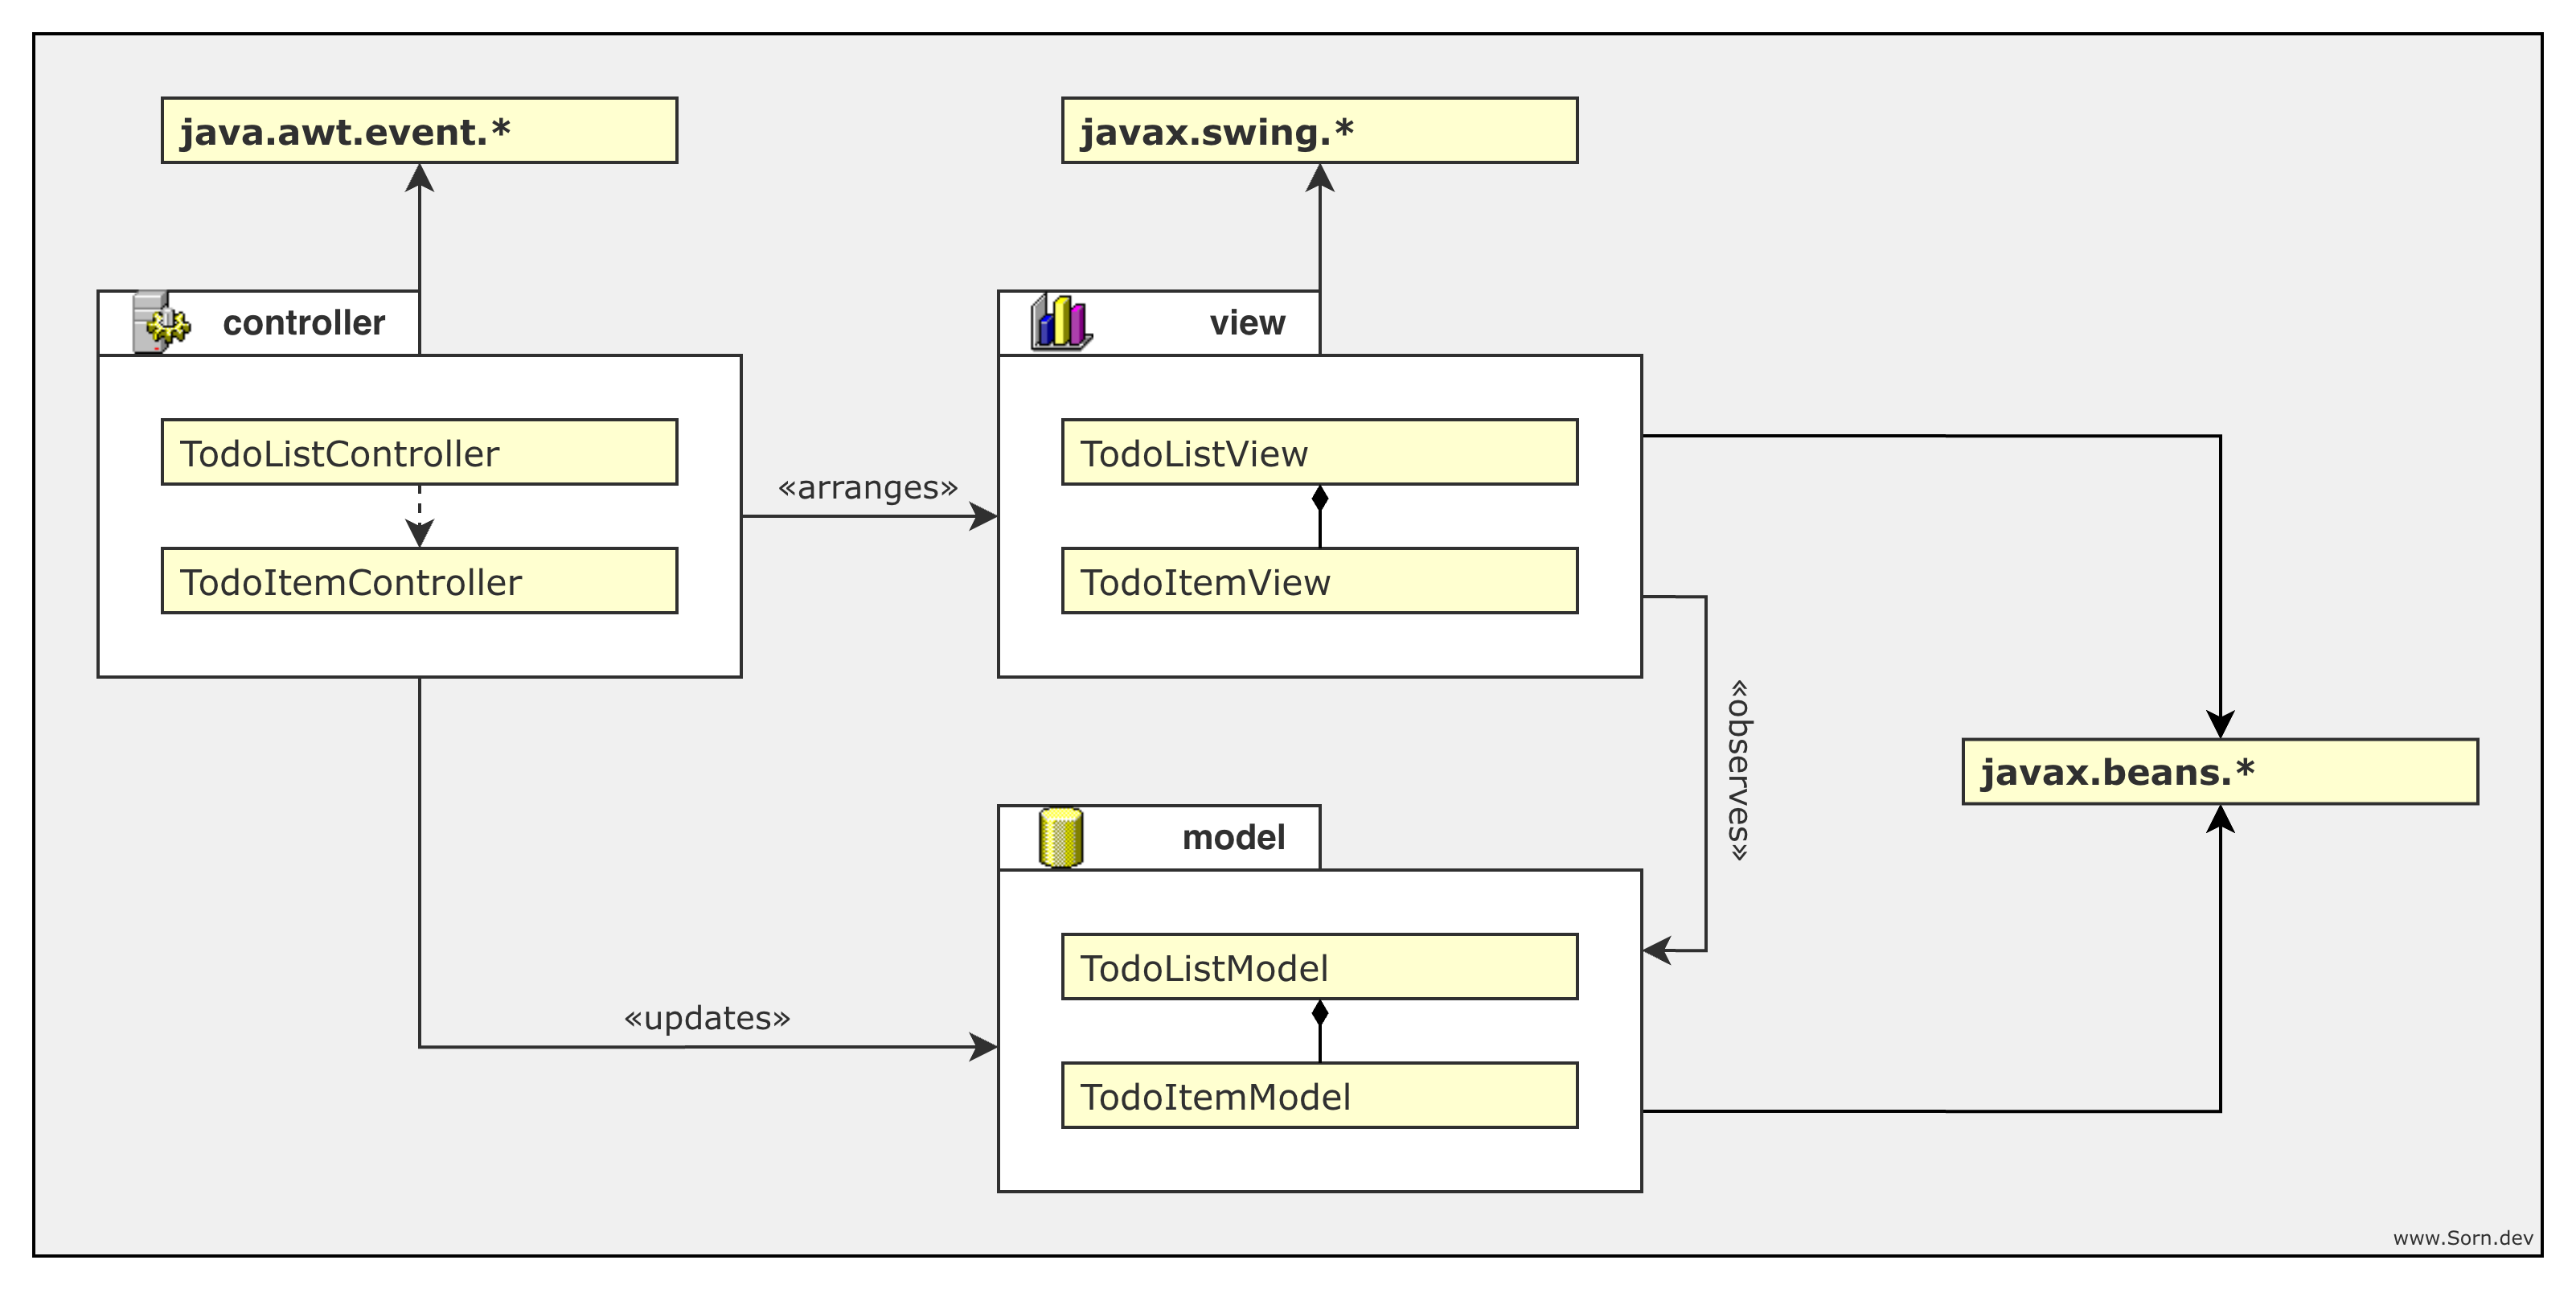 java.awt.event.*
javax.swing.*
controller
view
TodoListController
TodoListView
«arranges»
TodoItemController
TodoItemView
«observes»
javax.beans.*
model
TodoListModel
«updates»
TodoItemModel
www.Sorn.dev